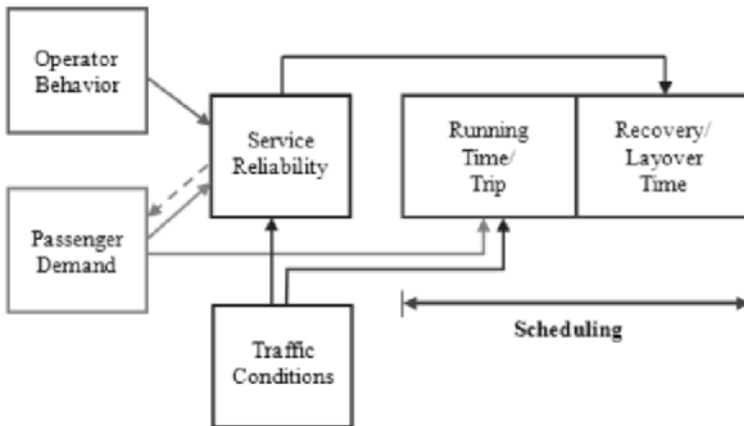 Operator
Behavior
Service
Reliability
Running
Time/
Trip
Recovery/
Layover
Time
Passenger
Demand
Scheduling
Traffic
Conditions